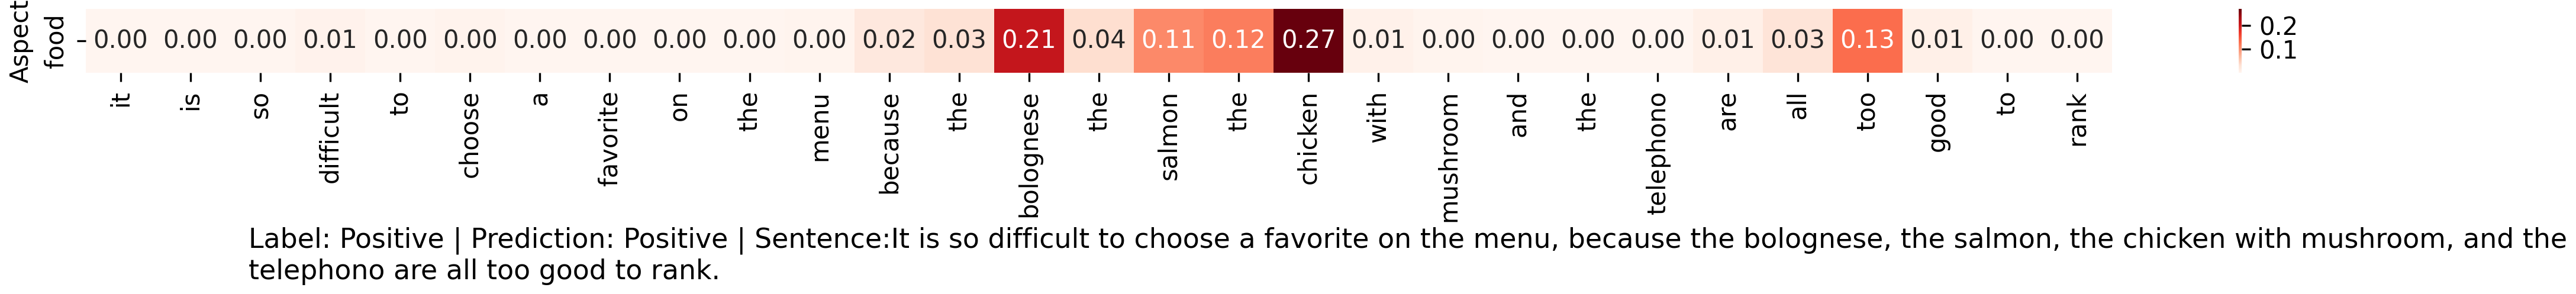 Aspect
food
0.00 0.00 0.00 0.01 0.00 0.00 0.00 0.00 0.00 0.00 0.00 0.02 0.03 0.21 0.04 0.11 0.12 0.27 0.01 0.00 0.00 0.00 0.00 0.01 0.03 0.13 0.01 0.00 0.00
0.2
0.1
it is so difficult to choose a favorite on the menu because the bolognese the salmon the chicken with mushroom and the telephono are all too good to rank
Label: Positive | Prediction: Positive | Sentence:It is so difficult to choose a favorite on the menu, because the bolognese, the salmon, the chicken with mushroom, and the
telephono are all too good to rank.